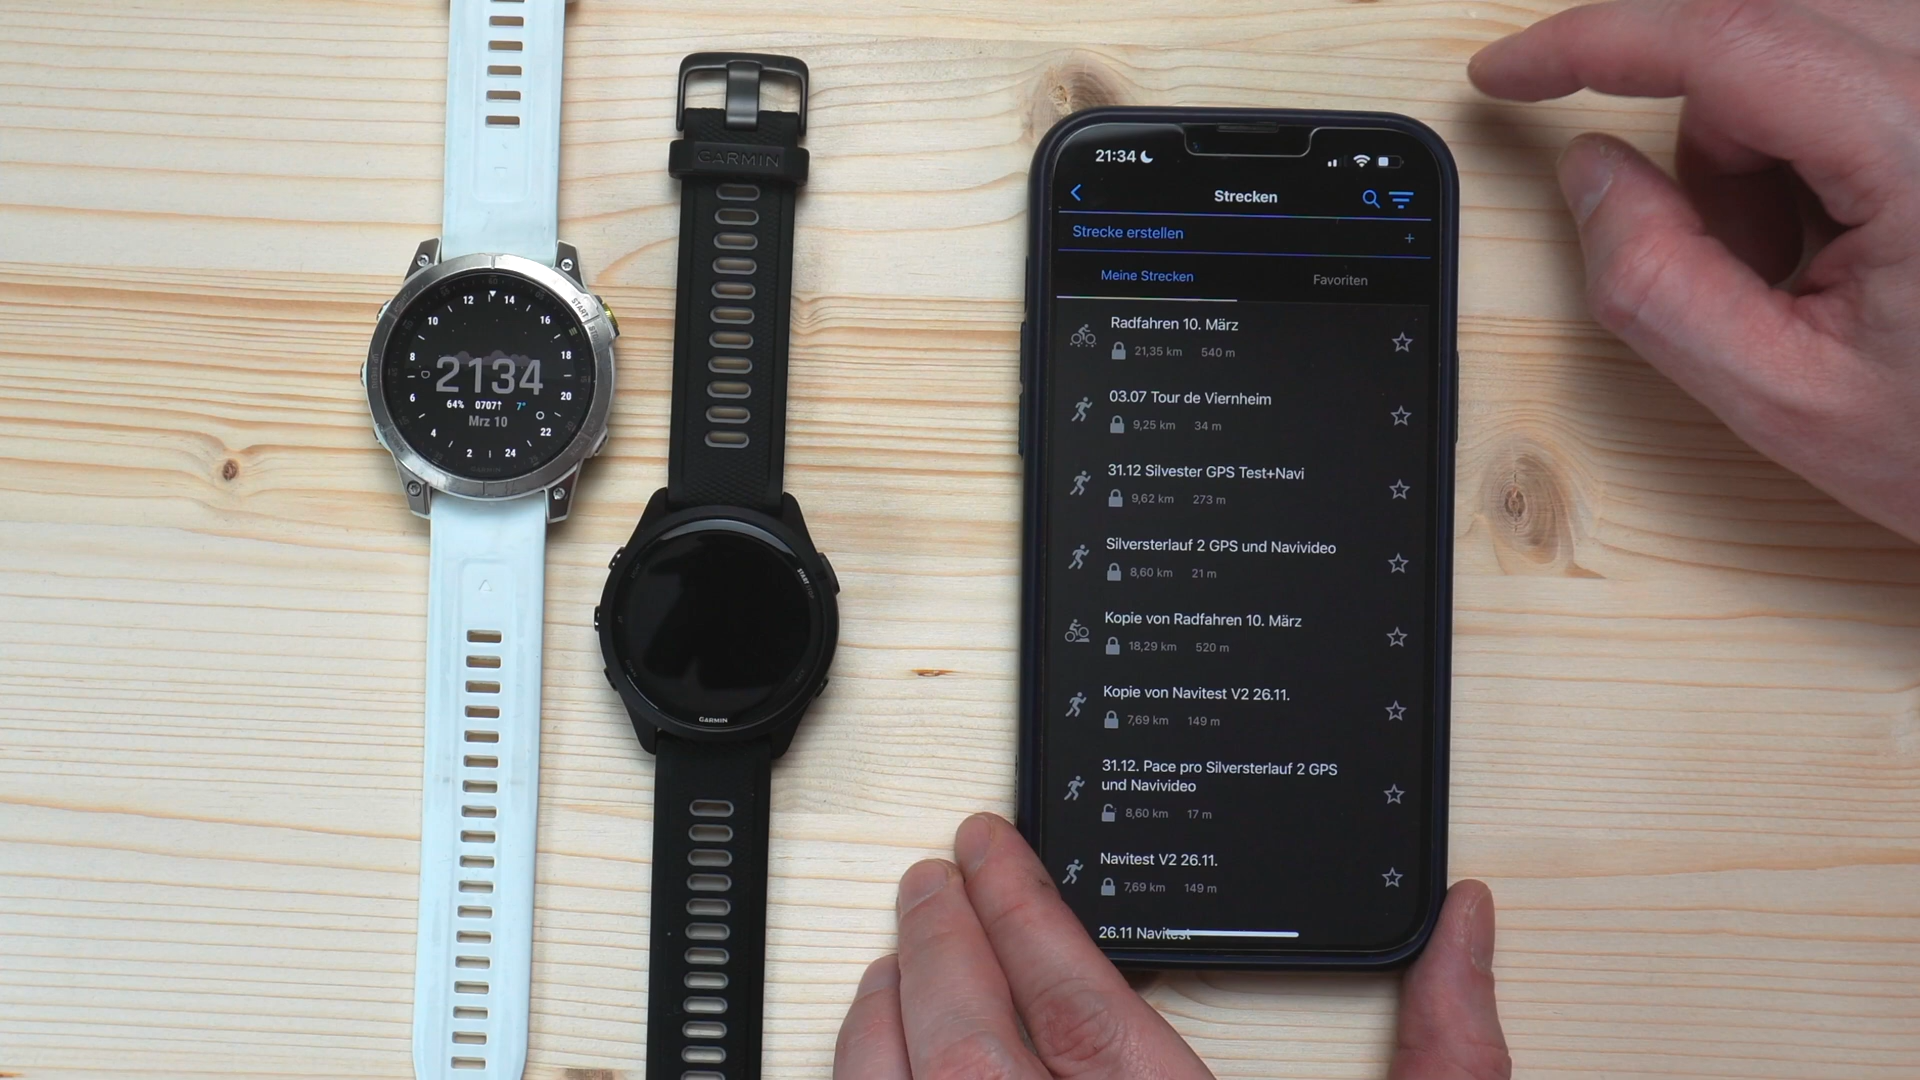 GARMIN
START
12
14
10
16
8
18
2134
6
20
64% 0707↑ 7°
Mrz 10
4
22
2
24
GARMIN
START
GARMIN
21:34
Strecken
Strecke erstellen +
Meine Strecken Favoriten
Radfahren 10. März
21,35 km 540 m
03.07 Tour de Viernheim
9,25 km 34 m
31.12 Silvester GPS Test+Navi
9,62 km 273 m
Silversterlauf 2 GPS und Navivideo
8,60 km 21 m
Kopie von Radfahren 10. März
18,29 km 520 m
Kopie von Navitest V2 26.11.
7,69 km 149 m
31.12. Pace pro Silversterlauf 2 GPS
und Navivideo
8,60 km 17 m
Navitest V2 26.11.
7,69 km 149 m
26.11 Navitest